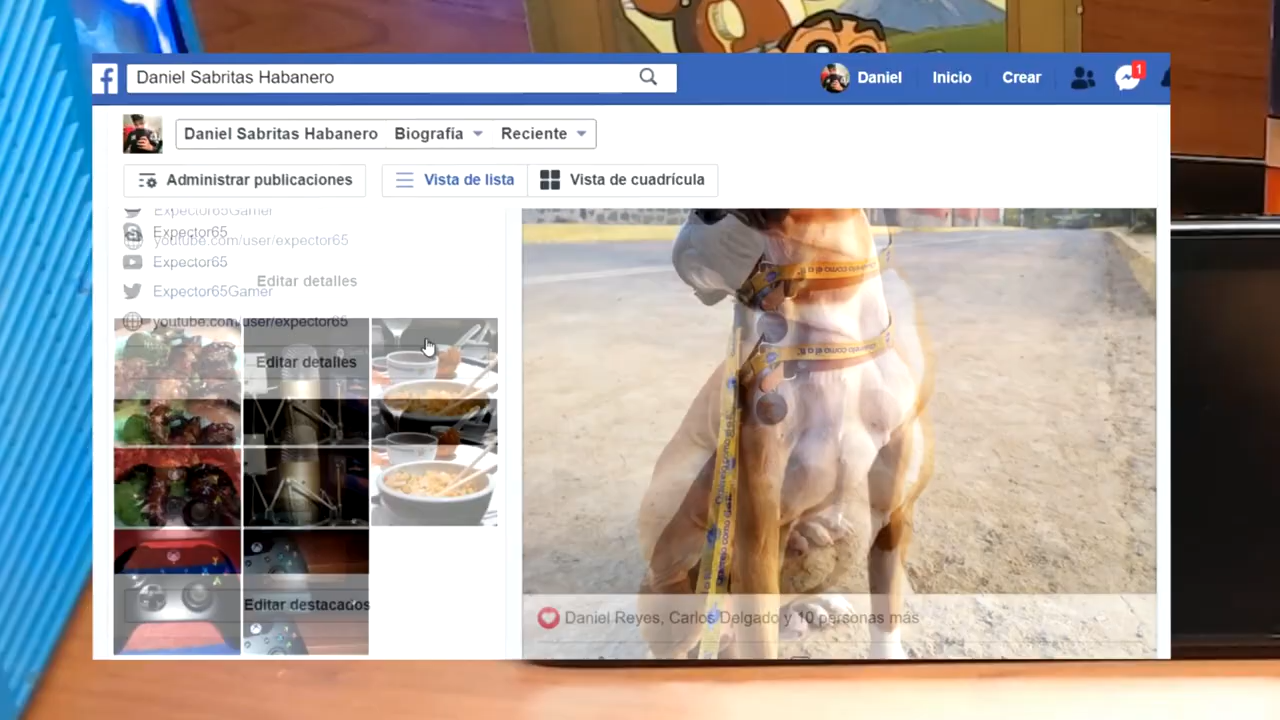 Daniel Sabritas Habanero
Daniel Inicio Crear 1
Daniel Sabritas Habanero Biografía Reciente
Administrar publicaciones Vista de lista Vista de cuadrícula
Expector65Gamer
Expector65
youtube.com/user/expector65
Expector65
Editar detalles
Expector65Gamer
youtube.com/user/expector65
Editar detalles
Editar destacados
Daniel Reyes, Carlos Delgado y 10 personas más